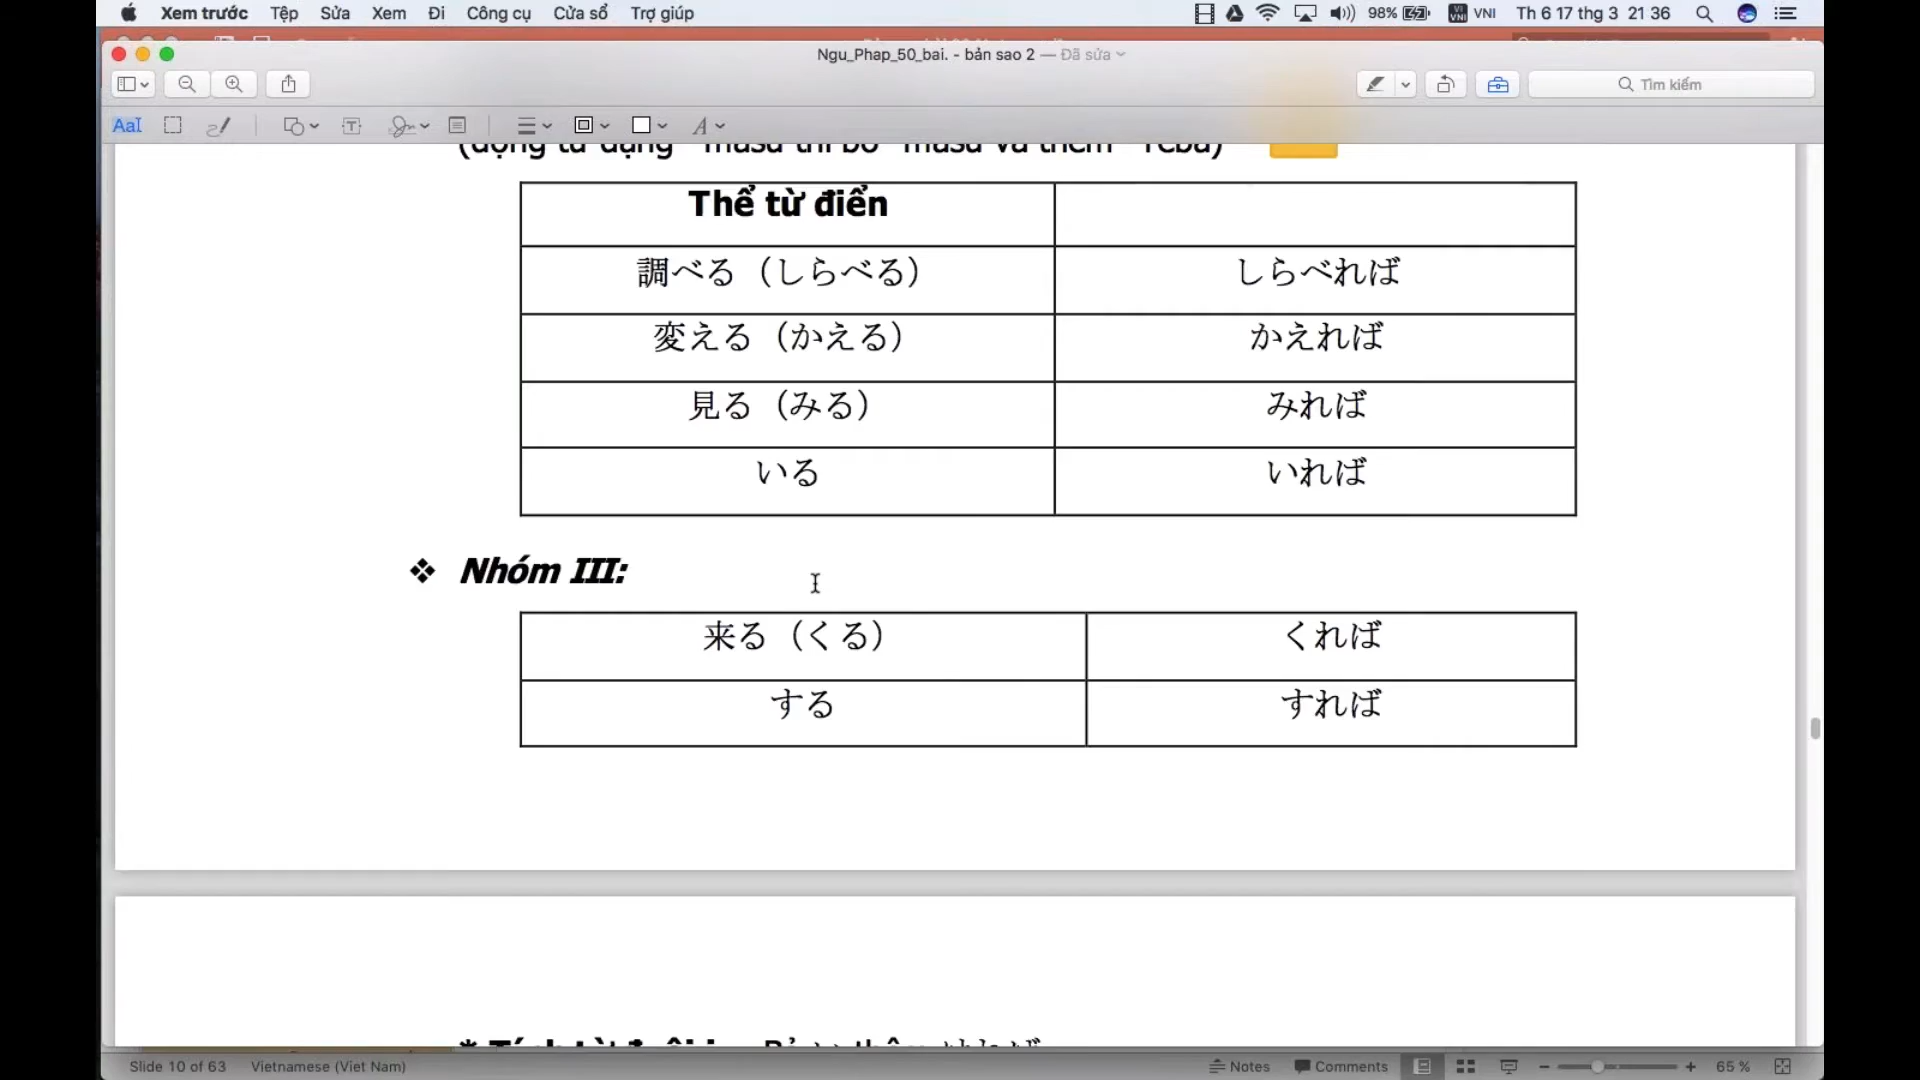 Xem trước Tệp Sửa Xem Đi Công cụ Cửa sổ Trợ giúp 98% VNI Th 6 17 thg 3 21 36
Ngu_Phap_50_bai. - bản sao 2 — Đã sửa
Tìm kiếm
AaI A
Thể từ điển
調べる（しらべる） しらべれば
変える（かえる） かえれば
見る（みる） みれば
いる いれば
❖ Nhóm III:
来る（くる） くれば
する すれば
Slide 10 of 63 Vietnamese (Viet Nam) Notes Comments 65 %